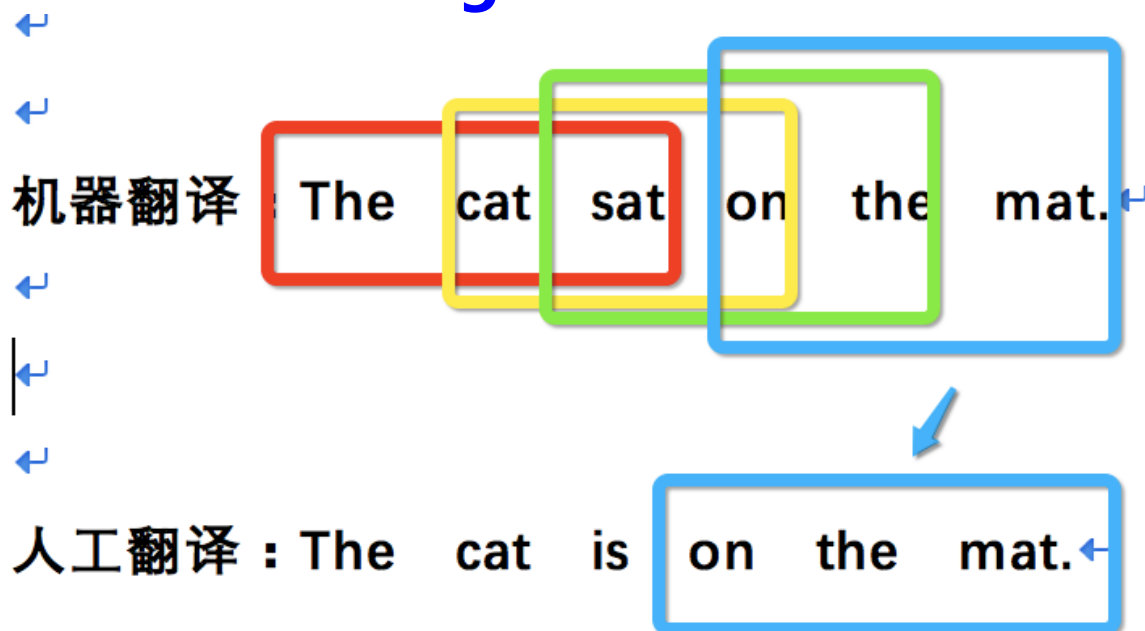 机器翻译：The cat sat on the mat.
人工翻译：The cat is on the mat.